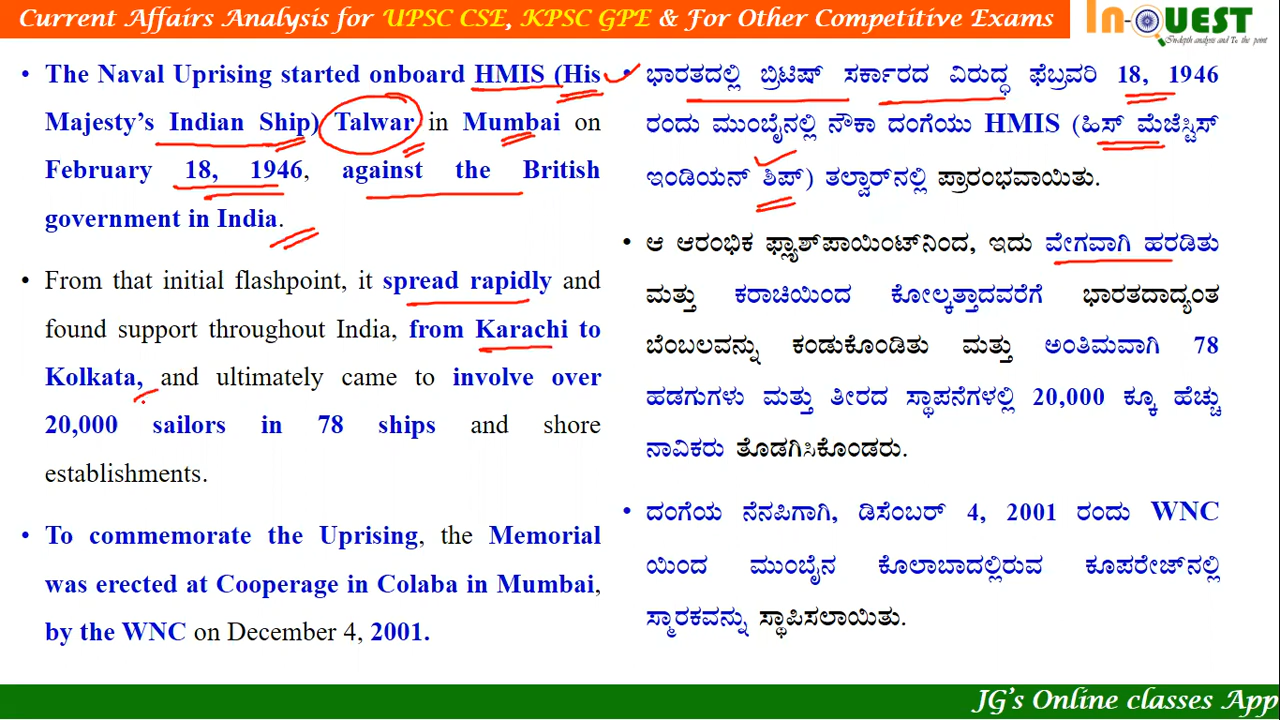 Current Affairs Analysis for UPSC CSE, KPSC GPE & For Other Competitive Exams
In-QUEST
In-depth analysis and To the point
• The Naval Uprising started onboard HMIS (His
Majesty's Indian Ship) Talwar in Mumbai on
February 18, 1946, against the British
government in India.
• From that initial flashpoint, it spread rapidly and
found support throughout India, from Karachi to
Kolkata, and ultimately came to involve over
20,000 sailors in 78 ships and shore
establishments.
• To commemorate the Uprising, the Memorial
was erected at Cooperage in Colaba in Mumbai,
by the WNC on December 4, 2001.
• ಭಾರತದಲ್ಲಿ ಬ್ರಿಟಿಷ್ ಸರ್ಕಾರದ ವಿರುದ್ಧ ಫೆಬ್ರವರಿ 18, 1946
ರಂದು ಮುಂಬೈನಲ್ಲಿ ನೌಕಾ ದಂಗೆಯು HMIS (ಹಿಸ್ ಮೆಜೆಸ್ಟಿಸ್
ಇಂಡಿಯನ್ ಶಿಪ್) ತಲ್ವಾರ್‌ನಲ್ಲಿ ಪ್ರಾರಂಭವಾಯಿತು.
• ಆ ಆರಂಭಿಕ ಫ್ಲ್ಯಾಶ್‌ಪಾಯಿಂಟ್‌ನಿಂದ, ಇದು ವೇಗವಾಗಿ ಹರಡಿತು
ಮತ್ತು ಕರಾಚಿಯಿಂದ ಕೋಲ್ಕತ್ತಾದವರೆಗೆ ಭಾರತದಾದ್ಯಂತ
ಬೆಂಬಲವನ್ನು ಕಂಡುಕೊಂಡಿತು ಮತ್ತು ಅಂತಿಮವಾಗಿ 78
ಹಡಗುಗಳು ಮತ್ತು ತೀರದ ಸ್ಥಾಪನೆಗಳಲ್ಲಿ 20,000 ಕ್ಕೂ ಹೆಚ್ಚು
ನಾವಿಕರು ತೊಡಗಿಸಿಕೊಂಡರು.
• ದಂಗೆಯ ನೆನಪಿಗಾಗಿ, ಡಿಸೆಂಬರ್ 4, 2001 ರಂದು WNC
ಯಿಂದ ಮುಂಬೈನ ಕೊಲಾಬಾದಲ್ಲಿರುವ ಕೂಪರೇಜ್‌ನಲ್ಲಿ
ಸ್ಮಾರಕವನ್ನು ಸ್ಥಾಪಿಸಲಾಯಿತು.
JG's Online classes App